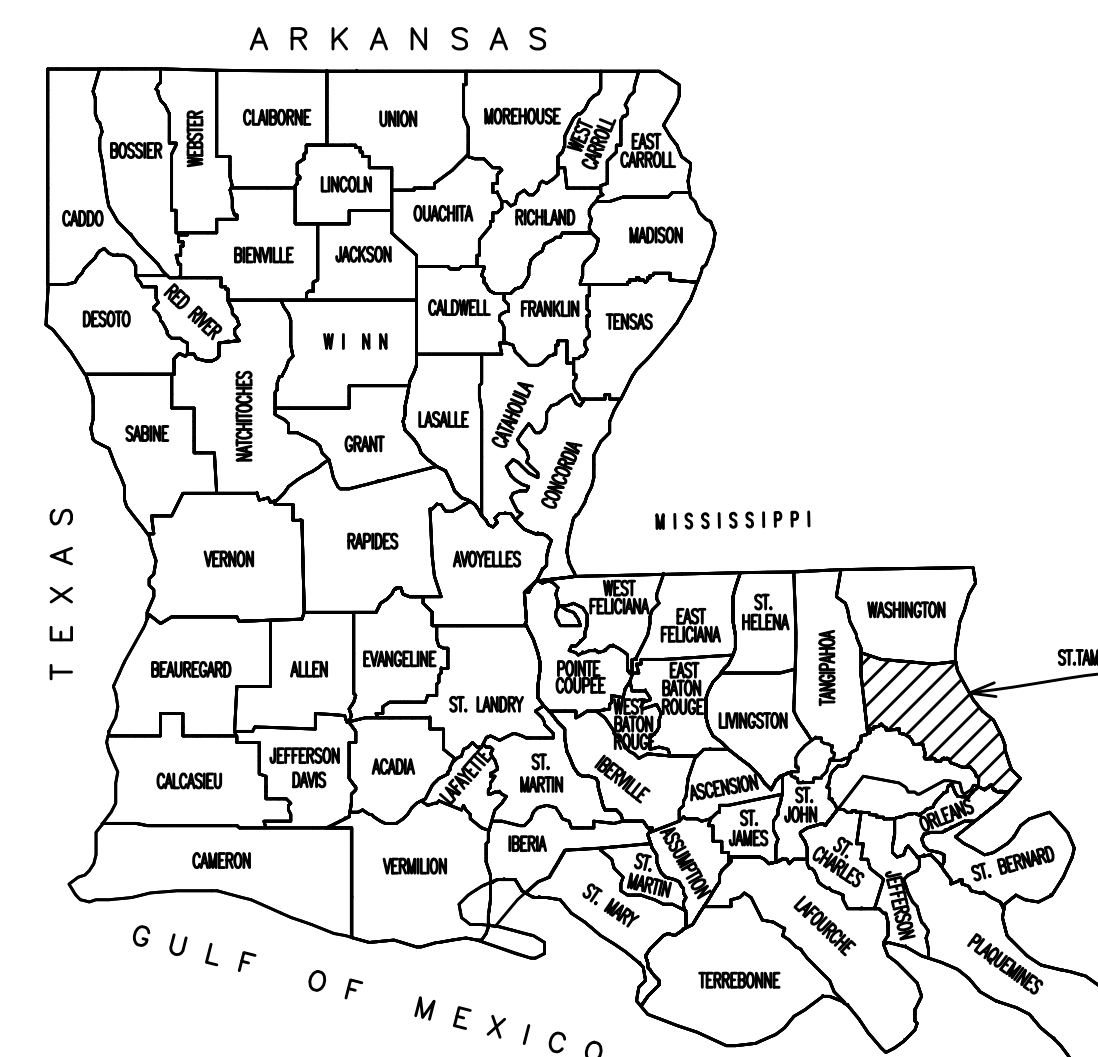 ARKANSAS
CADDO
BOSSIER
WEBSTER
CLAIBORNE
UNION
MOREHOUSE
WEST
CARROLL
EAST
CARROLL
LINCOLN
OUACHITA
RICHLAND
MADISON
BIENVILLE
JACKSON
DESOTO
RED RIVER
CALDWELL
FRANKLIN
TENSAS
WINN
NATCHITOCHES
SABINE
GRANT
LASALLE
CATAHOULA
CONCORDIA
TEXAS
MISSISSIPPI
VERNON
RAPIDES
AVOYELLES
WEST
FELICIANA
EAST
FELICIANA
ST.
HELENA
TANGIPAHOA
WASHINGTON
ST.TAM
BEAUREGARD
ALLEN
EVANGELINE
ST. LANDRY
POINTE
COUPEE
WEST
BATON
ROUGE
EAST
BATON
ROUGE
LIVINGSTON
CALCASIEU
JEFFERSON
DAVIS
ACADIA
LAFAYETTE
ST.
MARTIN
IBERVILLE
ASCENSION
ST.
JAMES
ST.
JOHN
ST.
CHARLES
ORLEANS
ST. BERNARD
CAMERON
VERMILION
IBERIA
ST.
MARTIN
ASSUMPTION
ST. MARY
JEFFERSON
LAFOURCHE
TERREBONNE
PLAQUEMINES
GULF OF MEXICO